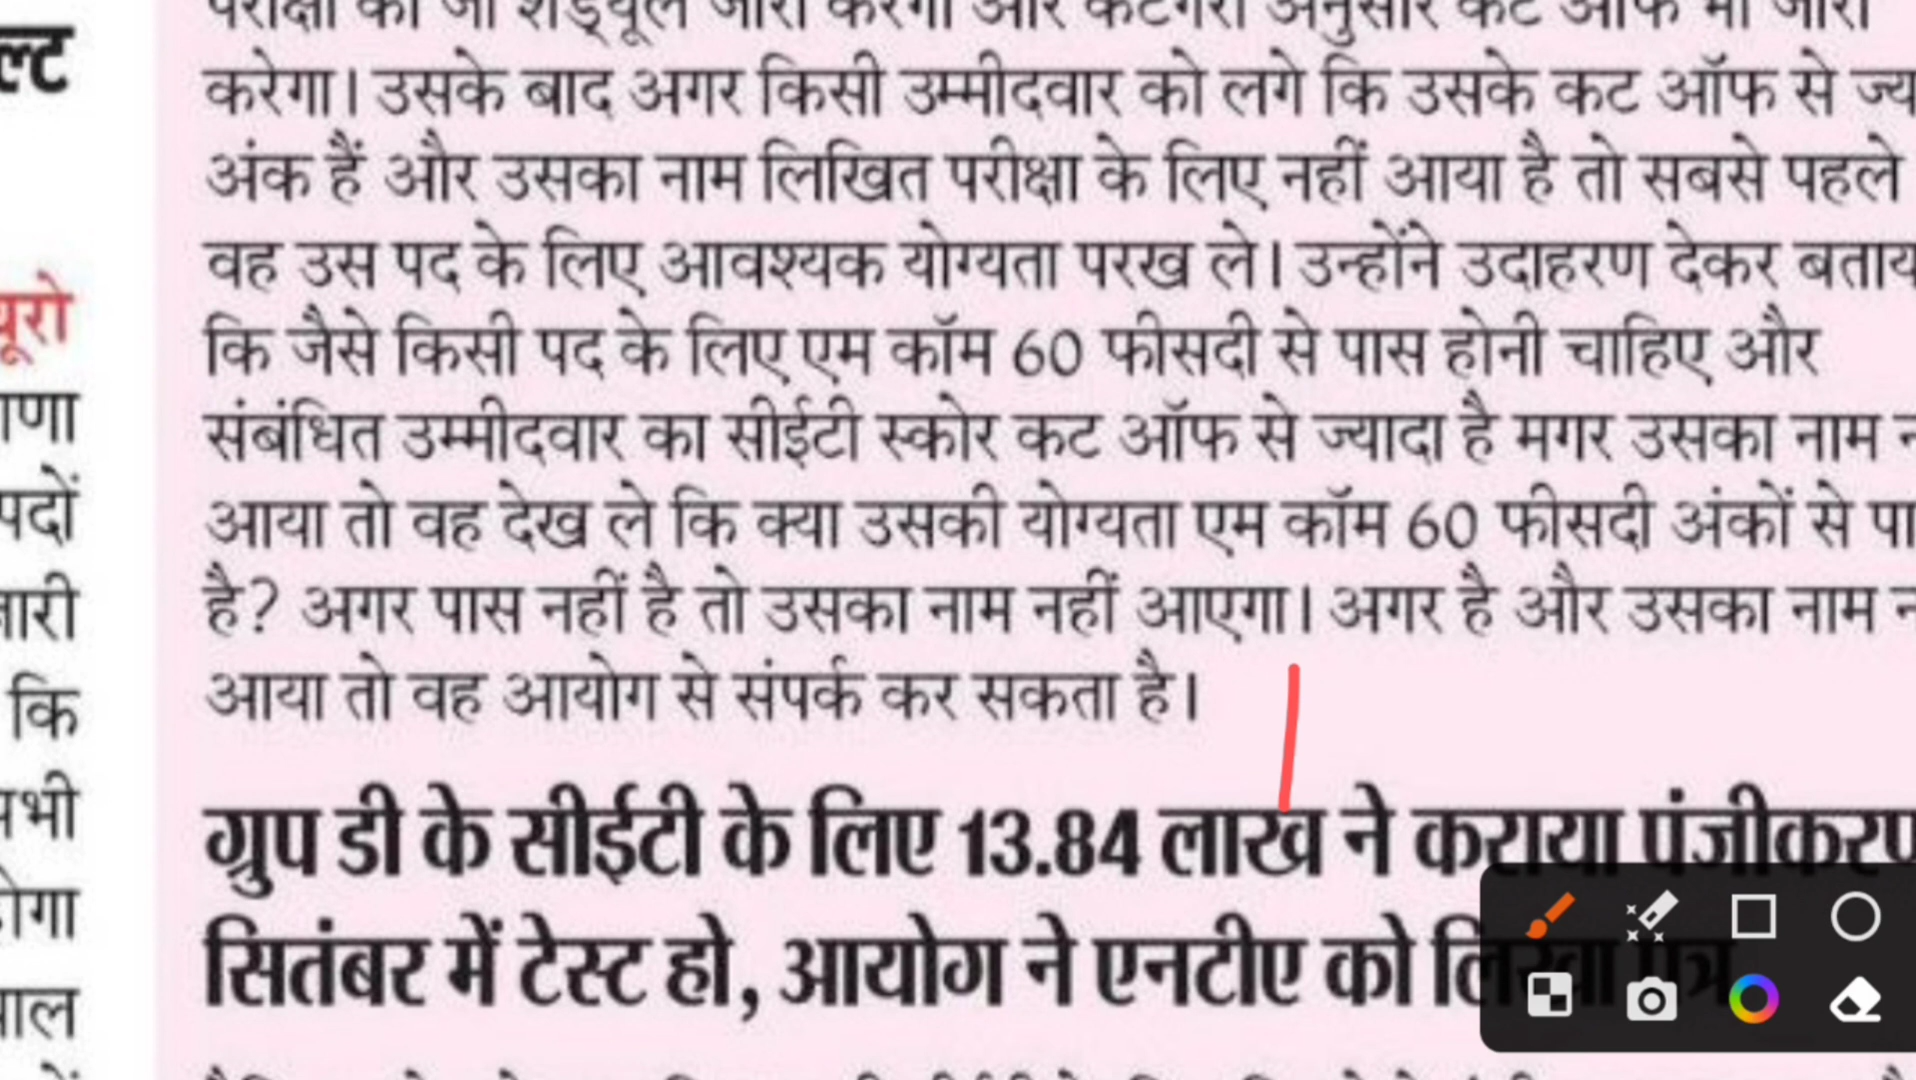 ल्ट
यूरो
पदों
कि
करेगा। उसके बाद अगर किसी उम्मीदवार को लगे कि उसके कट ऑफ से
अंक हैं और उसका नाम लिखित परीक्षा के लिए नहीं आया है तो सबसे पहले
वह उस पद के लिए आवश्यक योग्यता परख ले। उन्होंने उदाहरण देकर
कि जैसे किसी पद के लिए एम कॉम 60 फीसदी से पास होनी चाहिए और
संबंधित उम्मीदवार का सीईटी स्कोर कट ऑफ से ज्यादा है मगर उसका नाम
आया तो वह देख ले कि क्या उसकी योग्यता एम कॉम 60 फीसदी अंकों से
है? अगर पास नहीं है तो उसका नाम नहीं आएगा। अगर है और उसका नाम
आया तो वह आयोग से संपर्क कर सकता है।
ग्रुप डी के सीईटी के लिए 13.84 लाख ने कराया
सितंबर में टेस्ट हो, आयोग ने एनटीए को लिखा पत्र